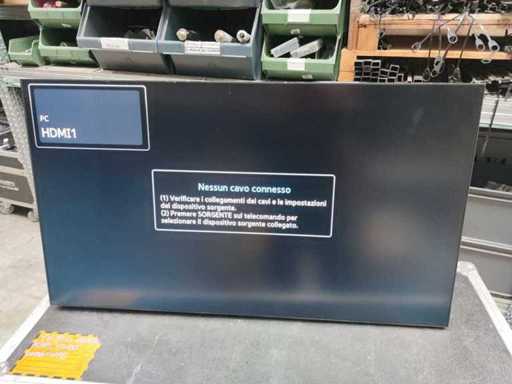 PC
HDMI1
Nessun cavo connesso
(1) Verificare i collegamenti dei cavi e le impostazioni
del dispositivo sorgente.
(2) Premere SORGENTE sul telecomando per
selezionare il dispositivo sorgente collegato.